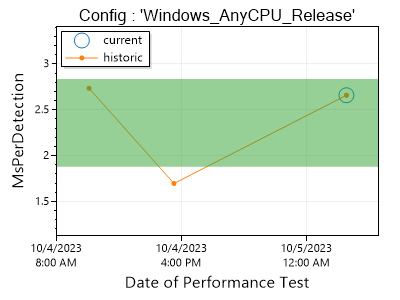 Config : 'Windows_AnyCPU_Release'
current
historic
MsPerDetection
3
2.5
2
1.5
10/4/2023
8:00 AM
10/4/2023
4:00 PM
10/5/2023
12:00 AM
Date of Performance Test